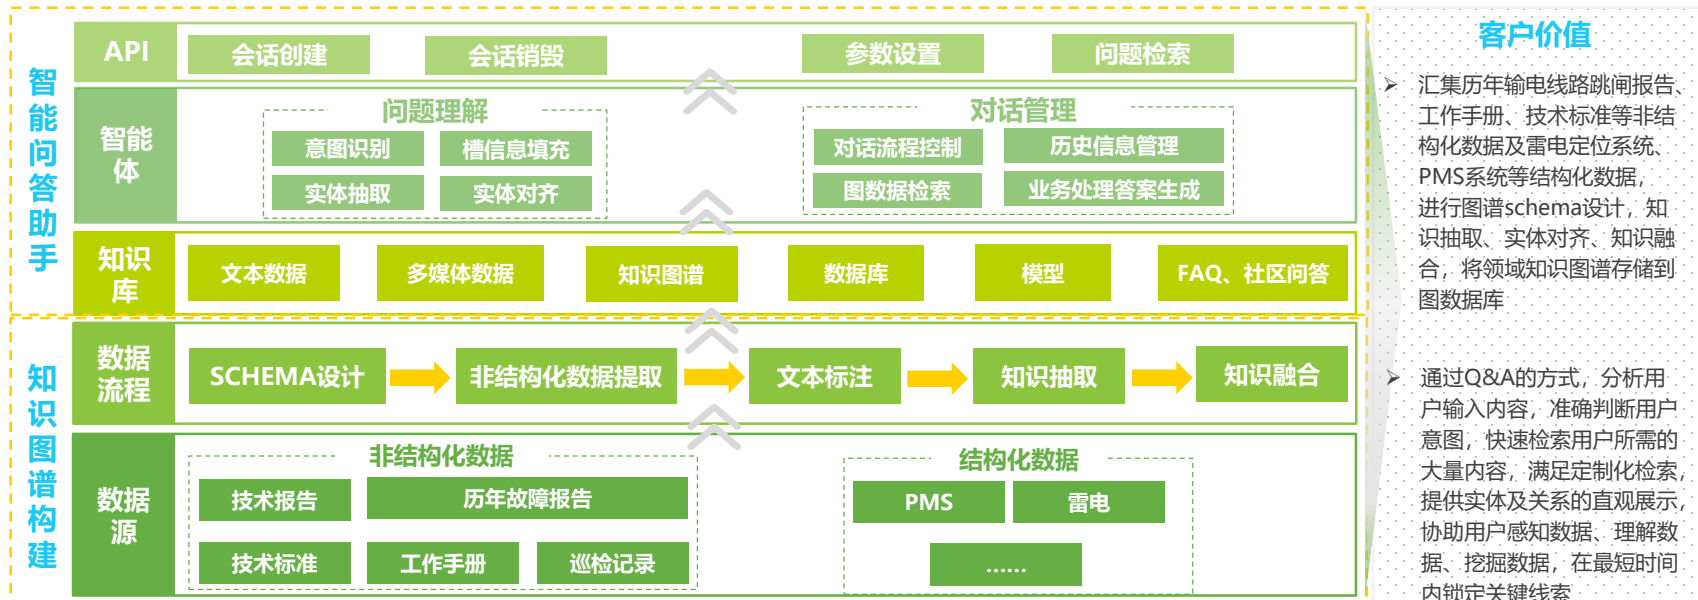 智能问答助手
API
会话创建
会话销毁
参数设置
问题检索
智能
体
问题理解
意图识别
槽信息填充
实体抽取
实体对齐
对话管理
对话流程控制
历史信息管理
图数据检索
业务处理答案生成
知识
库
文本数据
多媒体数据
知识图谱
数据库
模型
FAQ、社区问答
知识图谱构建
数据
流程
SCHEMA设计
非结构化数据提取
文本标注
知识抽取
知识融合
数据
源
非结构化数据
技术报告
历年故障报告
技术标准
工作手册
巡检记录
结构化数据
PMS
雷电
......
客户价值
汇集历年输电线路跳闸报告、
工作手册、技术标准等非结
构化数据及雷电定位系统、
PMS系统等结构化数据,
进行图谱schema设计,知
识抽取、实体对齐、知识融
合,将领域知识图谱存储到
图数据库
通过Q&A的方式,分析用
户输入内容,准确判断用户
意图,快速检索用户所需的
大量内容,满足定制化检索,
提供实体及关系的直观展示,
协助用户感知数据、理解数
据、挖掘数据,在最短时间
内锁定关键线索